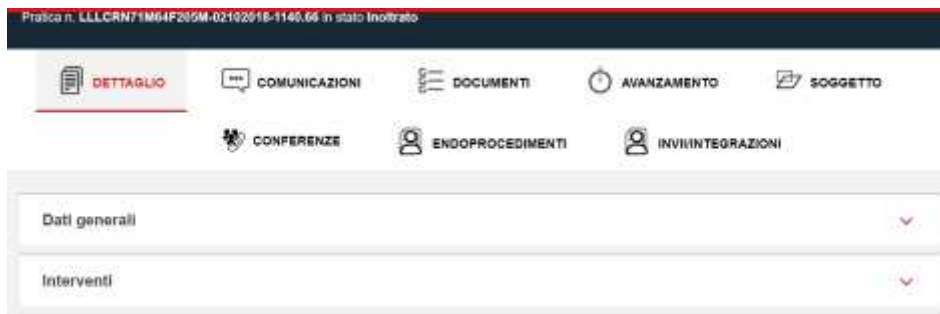 Pratica n. LLLCRN71M64F205M-02102018-1140.66 in stato Inoltrato
DETTAGLIO COMUNICAZIONI DOCUMENTI AVANZAMENTO SOGGETTO
CONFERENZE ENDOPROCEDIMENTI INVII/INTEGRAZIONI
Dati generali
Interventi